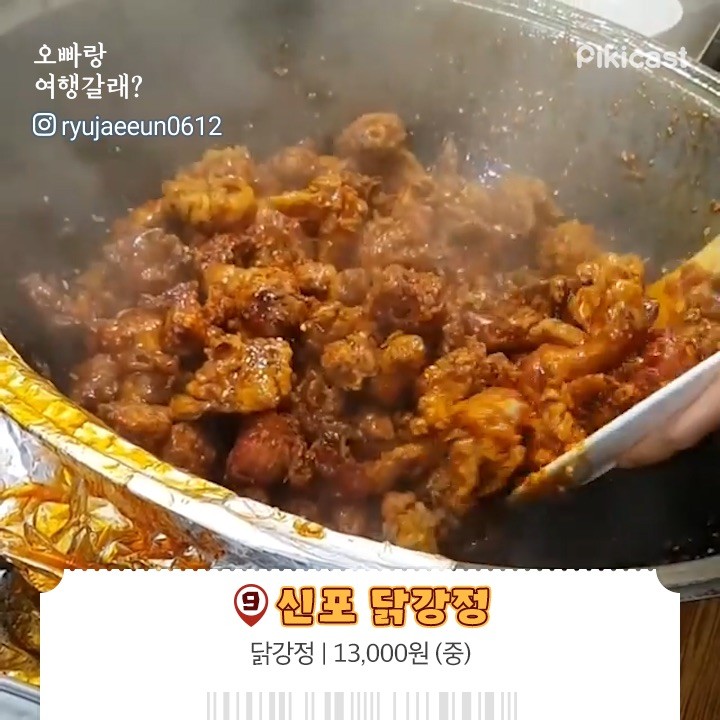 오빠랑
여행갈래?
ryujaeeun0612
Pikicast
9 신포 닭강정
닭강정 | 13,000원 (중)